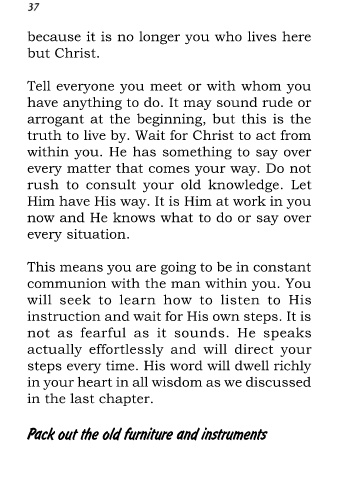 37
because it is no longer you who lives here
but Christ.
Tell everyone you meet or with whom you
have anything to do. It may sound rude or
arrogant at the beginning, but this is the
truth to live by. Wait for Christ to act from
within you. He has something to say over
every matter that comes your way. Do not
rush to consult your old knowledge. Let
Him have His way. It is Him at work in you
now and He knows what to do or say over
every situation.
This means you are going to be in constant
communion with the man within you. You
will seek to learn how to listen to His
instruction and wait for His own steps. It is
not as fearful as it sounds. He speaks
actually effortlessly and will direct your
steps every time. His word will dwell richly
in your heart in all wisdom as we discussed
in the last chapter.
Pack out the old furniture and instruments